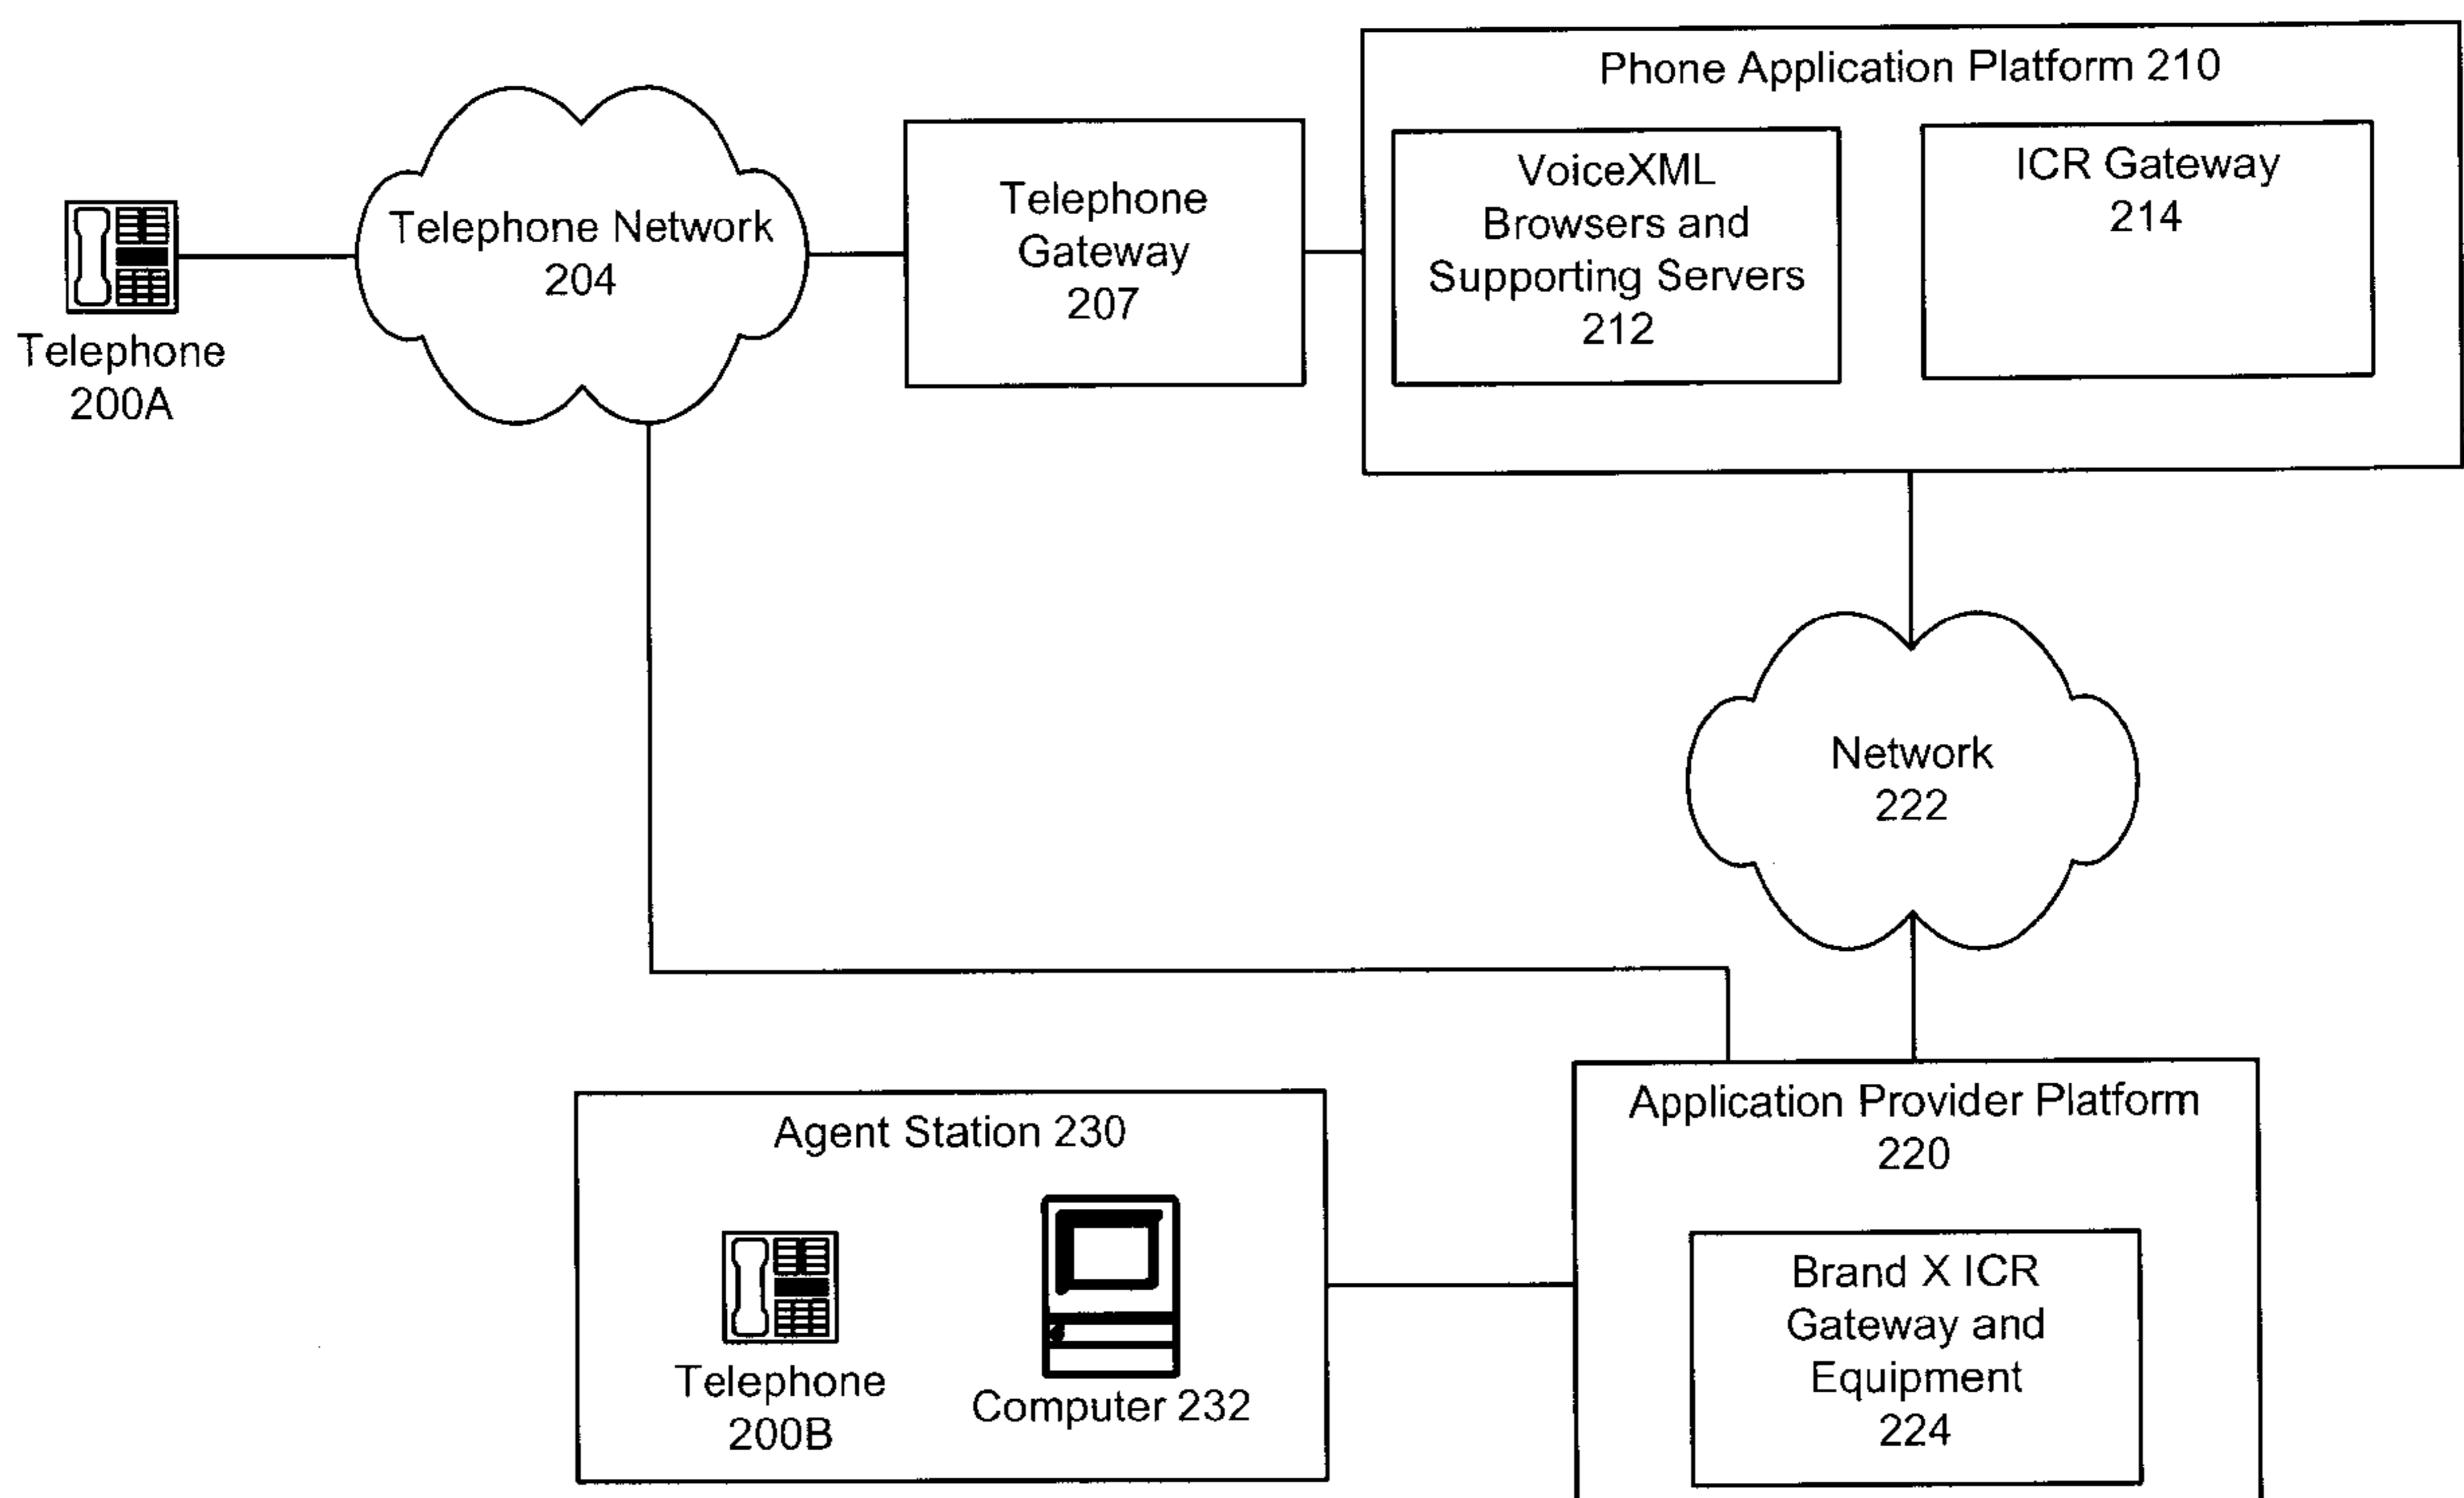 Phone Application Platform 210
VoiceXML
Browsers and
Supporting Servers
212
ICR Gateway
214
Telephone
Gateway
207
Telephone Network
204
Telephone
200A
Network
222
Application Provider Platform
220
Brand X ICR
Gateway and
Equipment
224
Agent Station 230
Telephone
200B
Computer 232